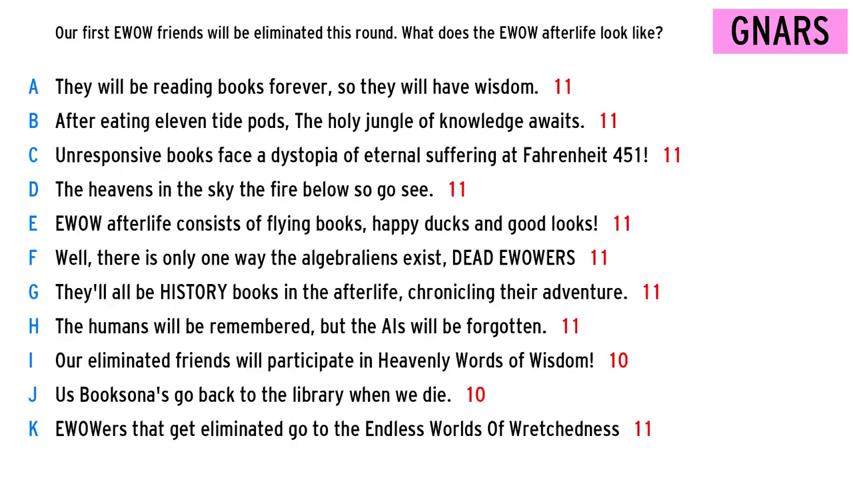 Our first EWOW friends will be eliminated this round. What does the EWOW afterlife look like?
GNARS
A They will be reading books forever, so they will have wisdom. 11
B After eating eleven tide pods, The holy jungle of knowledge awaits. 11
C Unresponsive books face a dystopia of eternal suffering at Fahrenheit 451! 11
D The heavens in the sky the fire below so go see. 11
E EWOW afterlife consists of flying books, happy ducks and good looks! 11
F Well, there is only one way the algebraliens exist, DEAD EWOWERS 11
G They'll all be HISTORY books in the afterlife, chronicling their adventure. 11
H The humans will be remembered, but the AIs will be forgotten. 11
I Our eliminated friends will participate in Heavenly Words of Wisdom! 10
J Us Booksona's go back to the library when we die. 10
K EWOWers that get eliminated go to the Endless Worlds Of Wretchedness 11